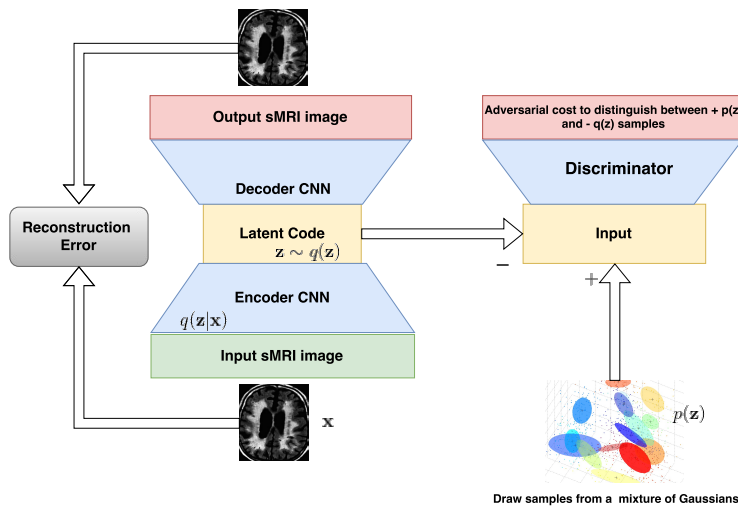 Output sMRI image
Adversarial cost to distinguish between + p(z
and - q(z) samples
Decoder CNN
Discriminator
Reconstruction
Error
Latent Code
z ∼ q(z)
Input
−
+
Encoder CNN
q(z|x)
Input sMRI image
x
p(z)
Draw samples from a mixture of Gaussians